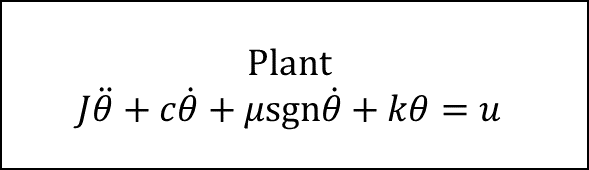 Plant
𝐽𝜃̈ + 𝑐𝜃̇ + 𝜇sgn𝜃̇ + 𝑘𝜃 = 𝑢